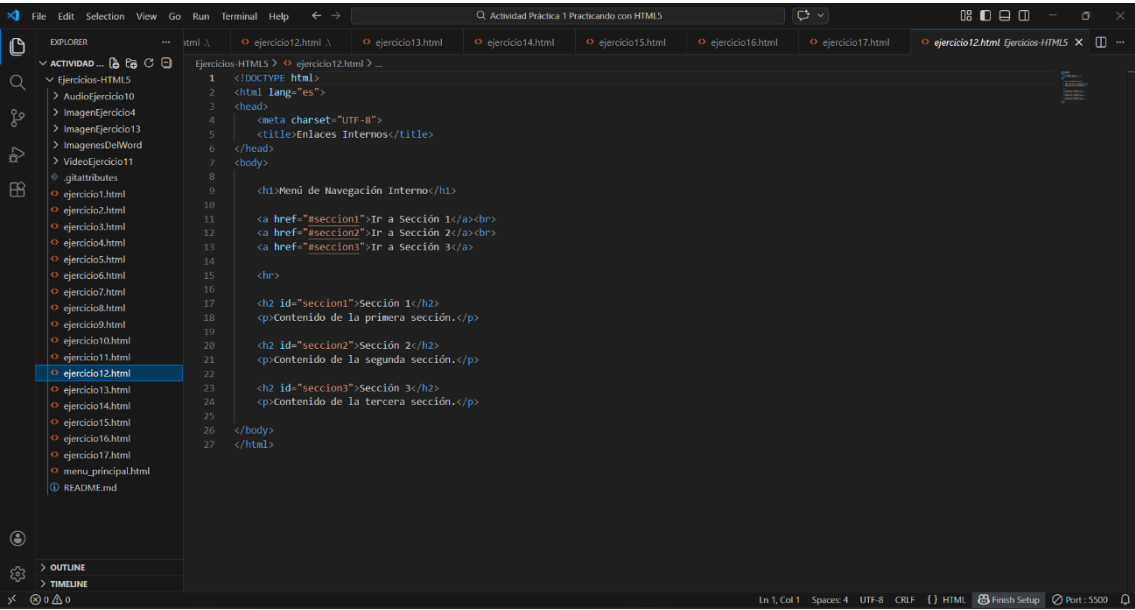 File Edit Selection View Go Run Terminal Help
Actividad Práctica 1 Practicando con HTML5
EXPLORER
ACTIVIDAD ...
Ejercicios-HTML5
AudioEjercicio10
ImagenEjercicio4
ImagenEjercicio13
ImagenesDelWord
VideoEjercicio11
.gitattributes
ejercicio1.html
ejercicio2.html
ejercicio3.html
ejercicio4.html
ejercicio5.html
ejercicio6.html
ejercicio7.html
ejercicio8.html
ejercicio9.html
ejercicio10.html
ejercicio11.html
ejercicio12.html
ejercicio13.html
ejercicio14.html
ejercicio15.html
ejercicio16.html
ejercicio17.html
menu_principal.html
README.md
OUTLINE
TIMELINE
html .\ ejercicio12.html .\ ejercicio13.html ejercicio14.html ejercicio15.html ejercicio16.html ejercicio17.html ejercicio12.html Ejercicios-HTML5
Ejercicios-HTML5 > ejercicio12.html > ...
1 <!DOCTYPE html>
2 <html lang="es">
3 <head>
4 <meta charset="UTF-8">
5 <title>Enlaces Internos</title>
6 </head>
7 <body>
8
9 <h1>Menú de Navegación Interno</h1>
10
11 <a href="#seccion1">Ir a Sección 1</a><br>
12 <a href="#seccion2">Ir a Sección 2</a><br>
13 <a href="#seccion3">Ir a Sección 3</a>
14
15 <hr>
16
17 <h2 id="seccion1">Sección 1</h2>
18 <p>Contenido de la primera sección.</p>
19
20 <h2 id="seccion2">Sección 2</h2>
21 <p>Contenido de la segunda sección.</p>
22
23 <h2 id="seccion3">Sección 3</h2>
24 <p>Contenido de la tercera sección.</p>
25
26 </body>
27 </html>
0 0
Ln 1, Col 1 Spaces: 4 UTF-8 CRLF {} HTML Finish Setup Port : 5500